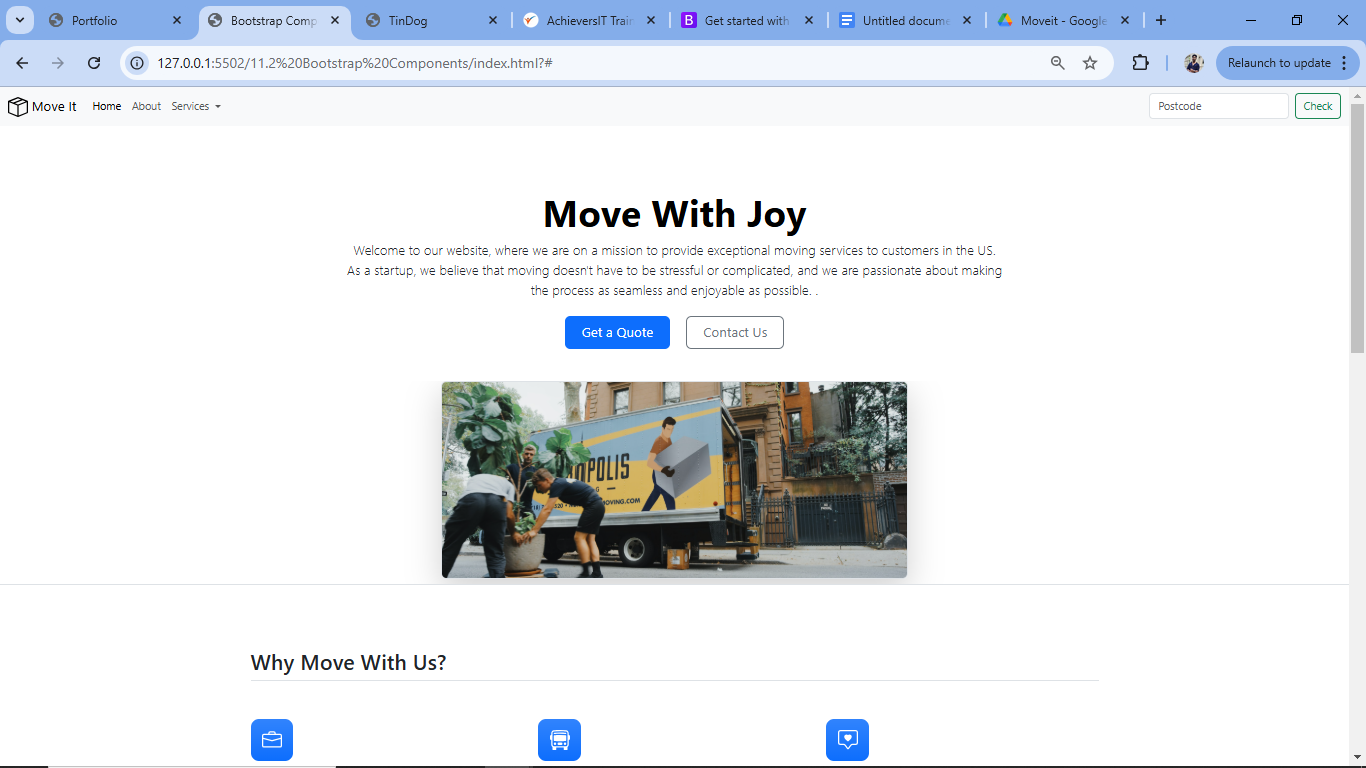 Portfolio
Bootstrap Comp
TinDog
AchieversIT Train
Get started with
Untitled docume
Moveit - Google
127.0.0.1:5502/11.2%20Bootstrap%20Components/index.html?#
Relaunch to update
Move It Home About Services
Postcode Check
Move With Joy
Welcome to our website, where we are on a mission to provide exceptional moving services to customers in the US.
As a startup, we believe that moving doesn't have to be stressful or complicated, and we are passionate about making
the process as seamless and enjoyable as possible. .
Get a Quote Contact Us
Why Move With Us?